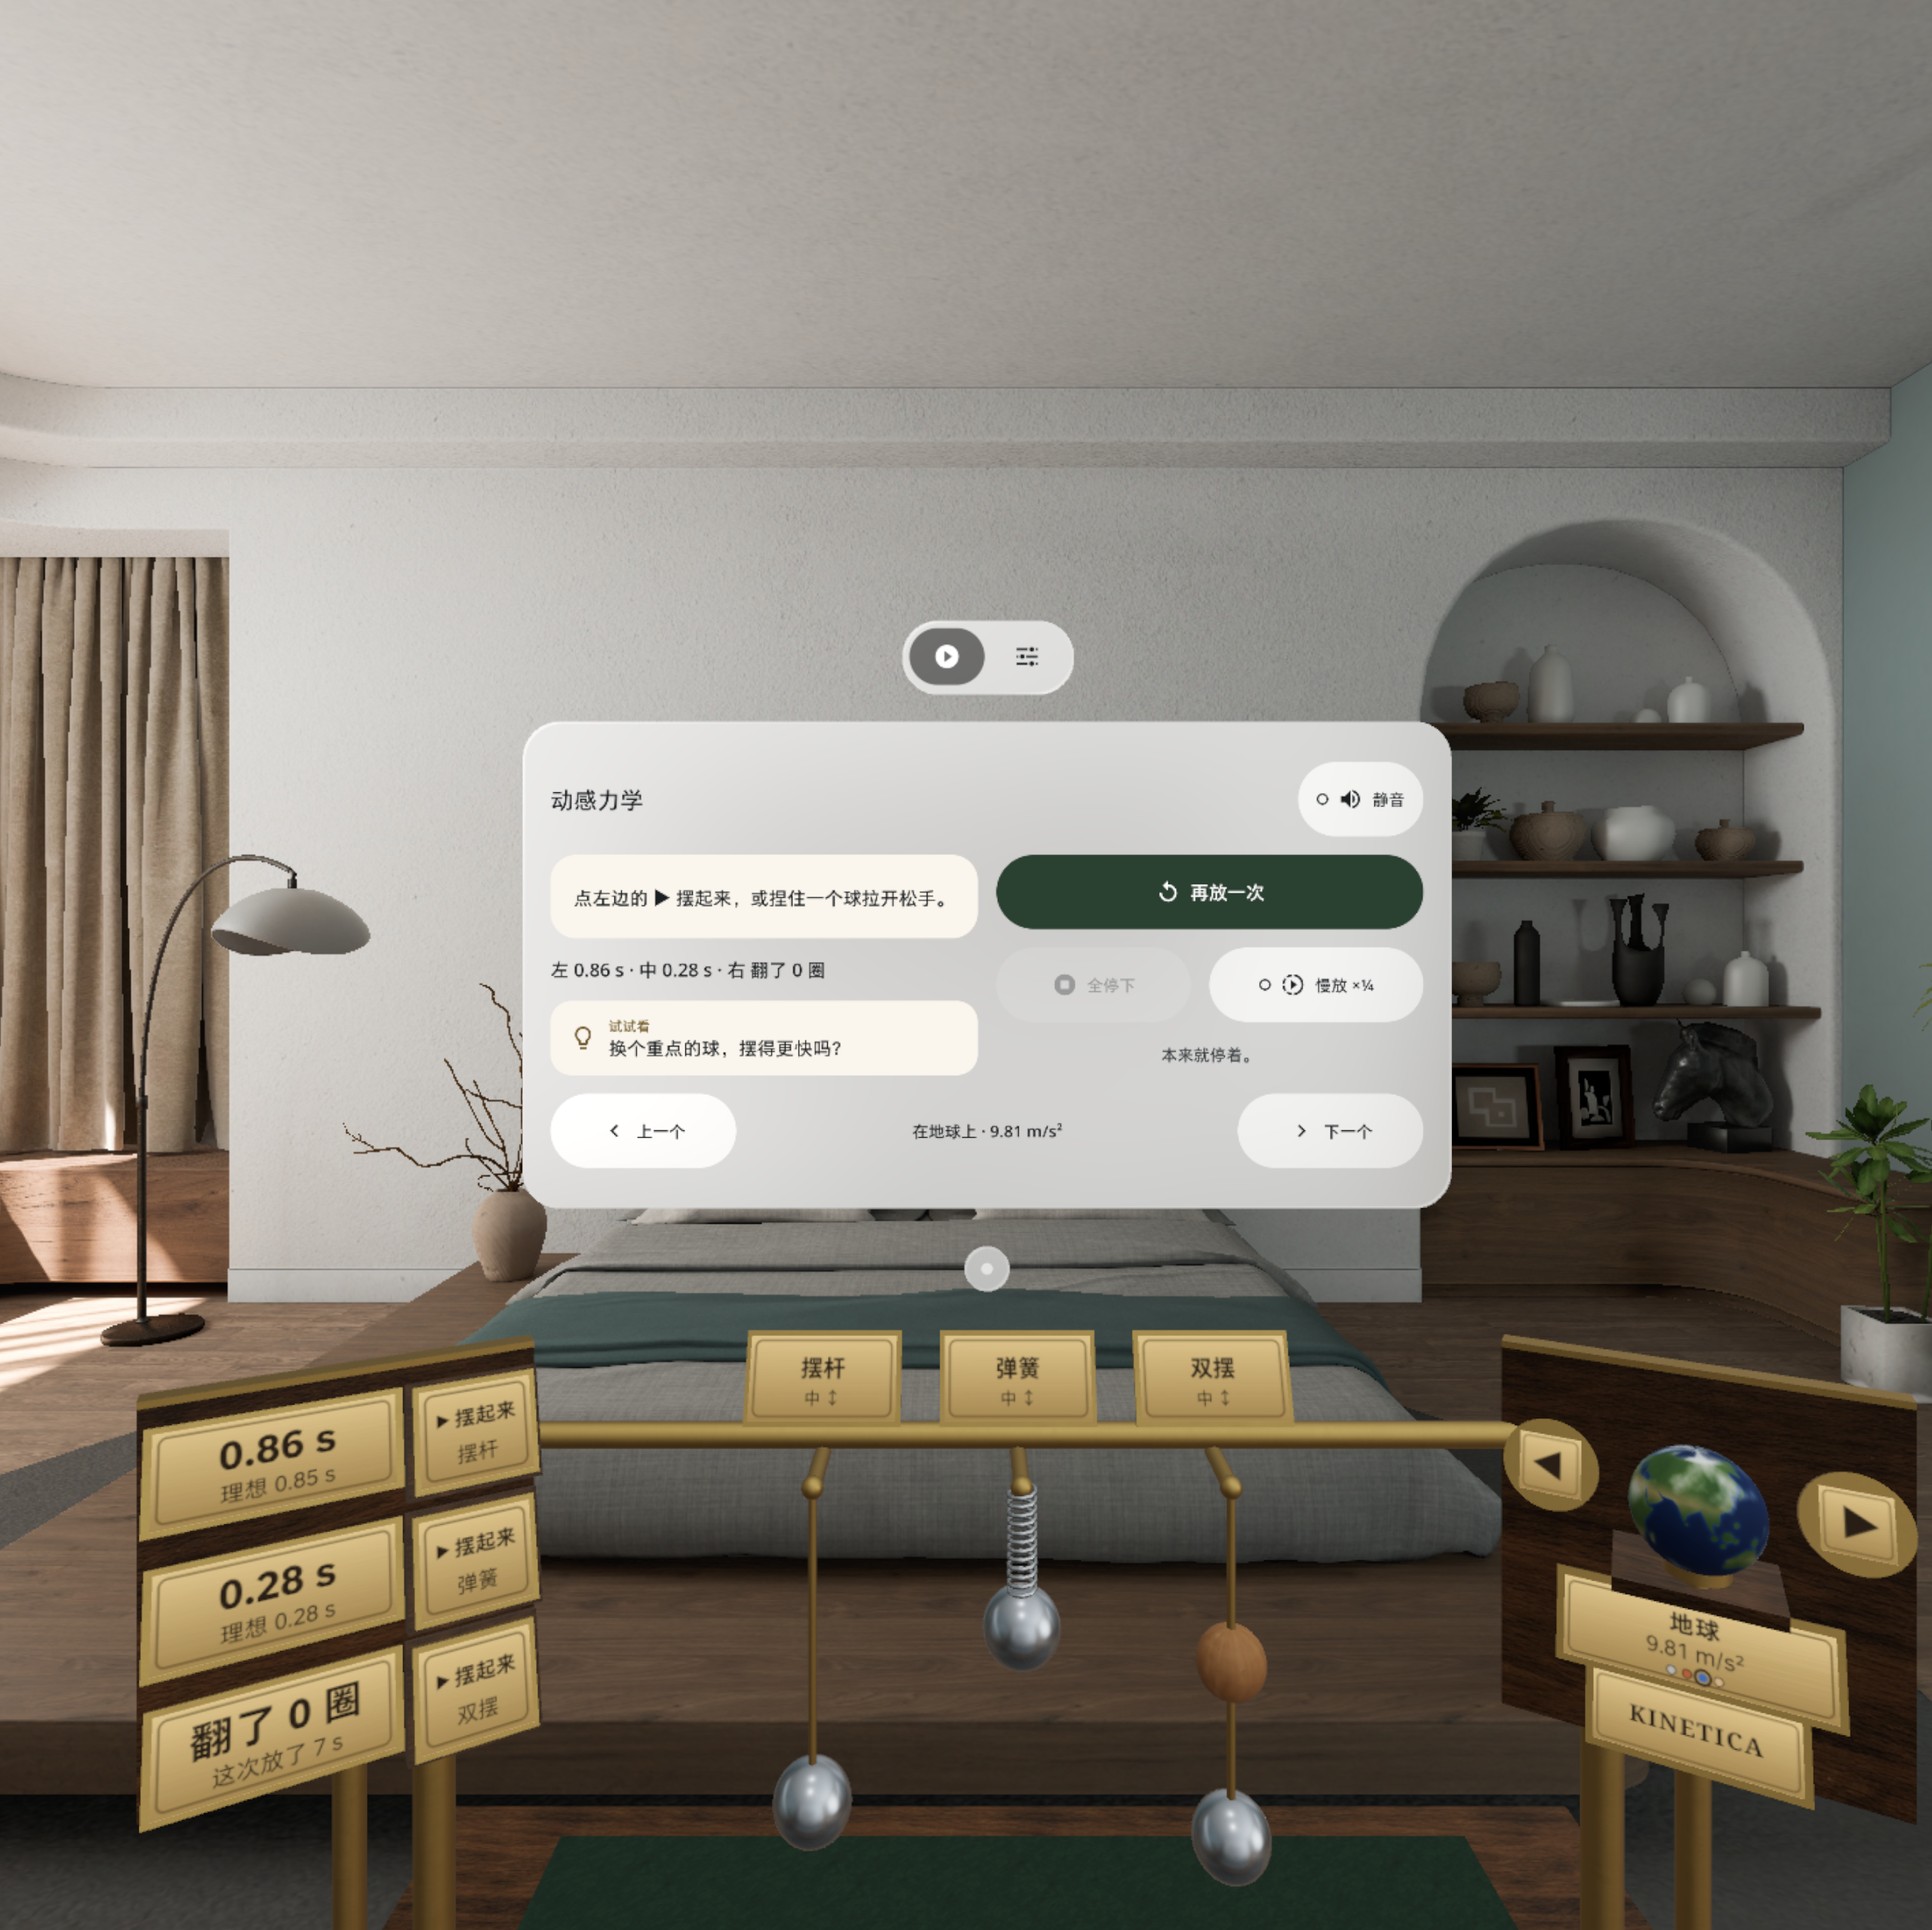 动感力学
静音
点左边的 ▶ 摆起来，或捏住一个球拉开松手。
再放一次
左 0.86 s · 中 0.28 s · 右 翻了 0 圈
全停下
慢放 ×¼
试试看
换个重点的球，摆得更快吗？
本来就停着。
上一个
在地球上 · 9.81 m/s²
下一个
摆杆
中 ↕
弹簧
中 ↕
双摆
中 ↕
0.86 s
理想 0.85 s
▶ 摆起来
摆杆
0.28 s
理想 0.28 s
▶ 摆起来
弹簧
翻了 0 圈
这次放了 7 s
▶ 摆起来
双摆
地球
9.81 m/s²
KINETICA